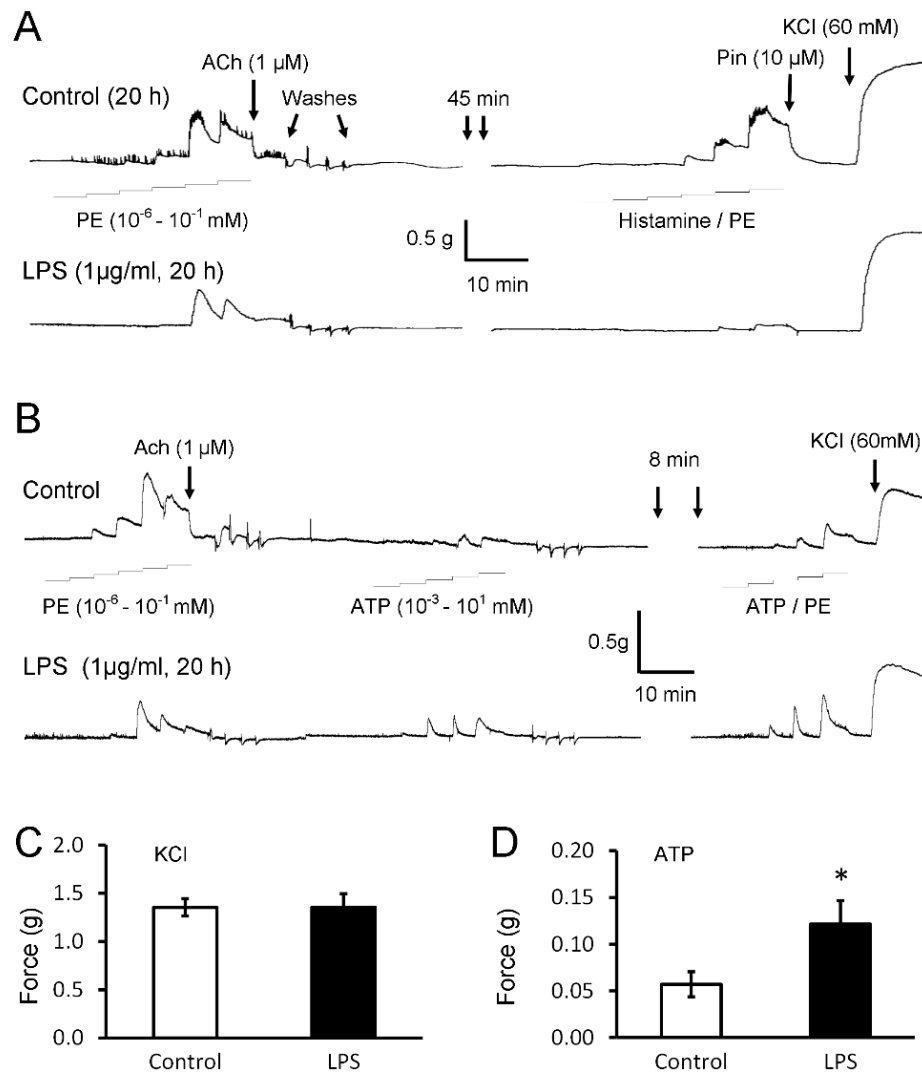 A
KCl (60 mM)
ACh (1 µM)
Pin (10 µM)
Control (20 h)
Washes
45 min
PE (10⁻⁶ - 10⁻¹ mM)
Histamine / PE
0.5 g
10 min
LPS (1µg/ml, 20 h)
B
Ach (1 µM)
8 min
KCl (60mM)
Control
PE (10⁻⁶ - 10⁻¹ mM)
ATP (10⁻³ - 10¹ mM)
ATP / PE
0.5g
10 min
LPS (1µg/ml, 20 h)
C
KCl
Force (g)
2.0
1.5
1.0
0.5
0.0
Control LPS
D
ATP
*
Force (g)
0.20
0.15
0.10
0.05
0.00
Control LPS